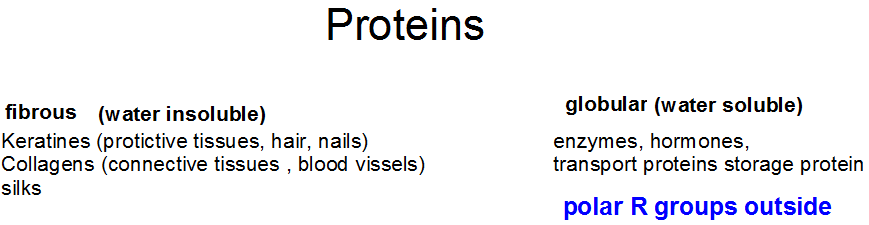 Proteins
fibrous (water insoluble)
Keratines (protictive tissues, hair, nails)
Collagens (connective tissues , blood vissels)
silks
globular (water soluble)
enzymes, hormones,
transport proteins storage protein
polar R groups outside